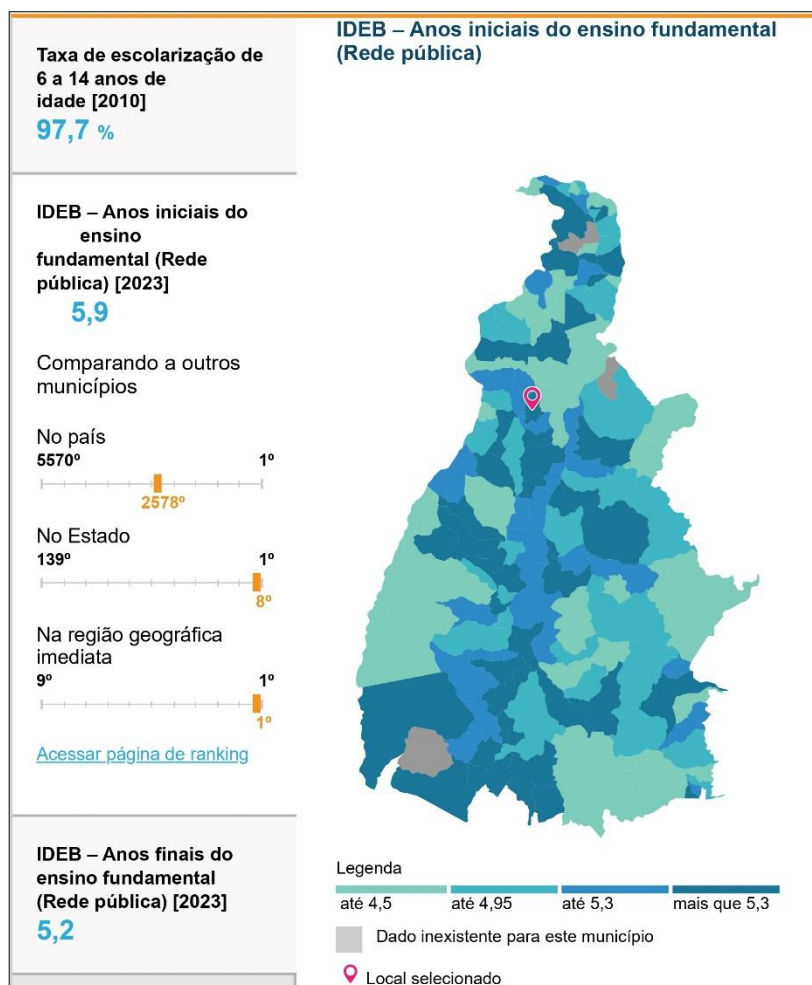 Taxa de escolarização de
6 a 14 anos de
idade [2010]
97,7 %
IDEB – Anos iniciais do
ensino
fundamental (Rede
pública) [2023]
5,9
Comparando a outros
municípios
No país
5570º 1º
2578º
No Estado
139º 1º
8º
Na região geográfica
imediata
9º 1º
1º
Acessar página de ranking
IDEB – Anos finais do
ensino fundamental
(Rede pública) [2023]
5,2
IDEB – Anos iniciais do ensino fundamental
(Rede pública)
Legenda
até 4,5 até 4,95 até 5,3 mais que 5,3
Dado inexistente para este município
Local selecionado